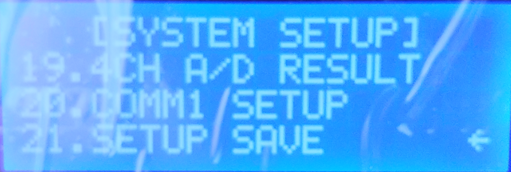 [SYSTEM SETUP]
19.4CH A/D RESULT
20.COMM1 SETUP
21.SETUP SAVE ←